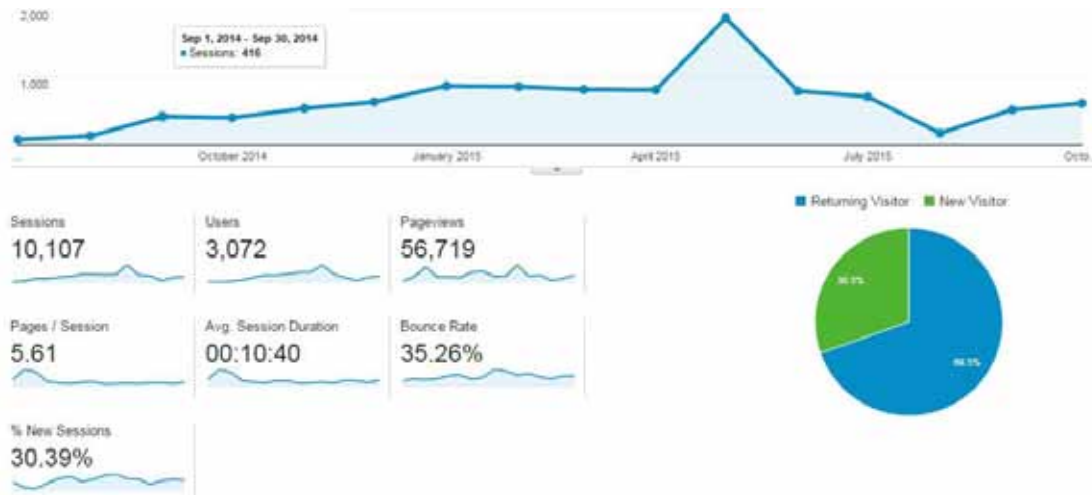 2,000
Sep 1, 2014 - Sep 30, 2014
Sessions: 416
1,000
...
October 2014
January 2015
April 2015
July 2015
Octo...
Returning Visitor
New Visitor
Sessions
10,107
Users
3,072
Pageviews
56,719
Pages / Session
5.61
Avg. Session Duration
00:10:40
Bounce Rate
35.26%
% New Sessions
30.39%